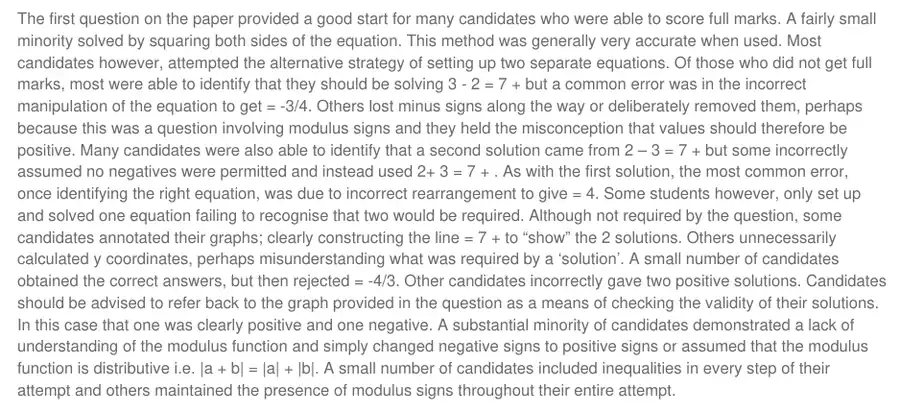 The first question on the paper provided a good start for many candidates who were able to score full marks. A fairly small
minority solved by squaring both sides of the equation. This method was generally very accurate when used. Most
candidates however, attempted the alternative strategy of setting up two separate equations. Of those who did not get full
marks, most were able to identify that they should be solving 3 - 2 = 7 + but a common error was in the incorrect
manipulation of the equation to get = -3/4. Others lost minus signs along the way or deliberately removed them, perhaps
because this was a question involving modulus signs and they held the misconception that values should therefore be
positive. Many candidates were also able to identify that a second solution came from 2 – 3 = 7 + but some incorrectly
assumed no negatives were permitted and instead used 2+ 3 = 7 + . As with the first solution, the most common error,
once identifying the right equation, was due to incorrect rearrangement to give = 4. Some students however, only set up
and solved one equation failing to recognise that two would be required. Although not required by the question, some
candidates annotated their graphs; clearly constructing the line = 7 + to “show” the 2 solutions. Others unnecessarily
calculated y coordinates, perhaps misunderstanding what was required by a ‘solution’. A small number of candidates
obtained the correct answers, but then rejected = -4/3. Other candidates incorrectly gave two positive solutions. Candidates
should be advised to refer back to the graph provided in the question as a means of checking the validity of their solutions.
In this case that one was clearly positive and one negative. A substantial minority of candidates demonstrated a lack of
understanding of the modulus function and simply changed negative signs to positive signs or assumed that the modulus
function is distributive i.e. |a + b| = |a| + |b|. A small number of candidates included inequalities in every step of their
attempt and others maintained the presence of modulus signs throughout their entire attempt.